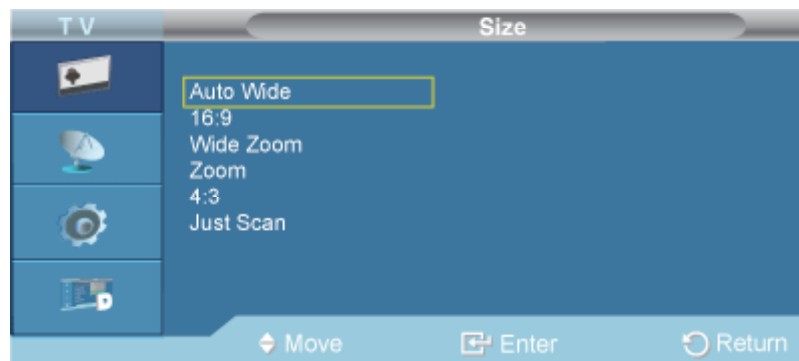 TV Size
Auto Wide
16:9
Wide Zoom
Zoom
4:3
Just Scan
D
Move Enter Return